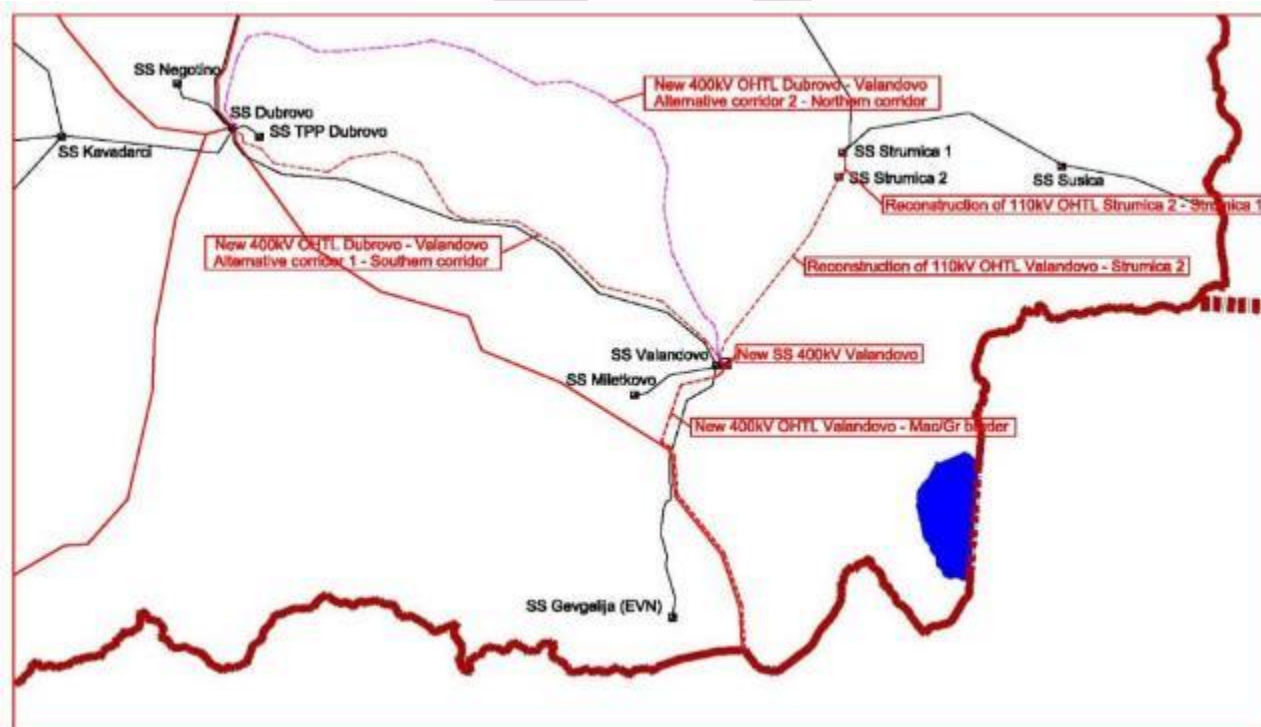 SS Negotino
New 400kV OHTL Dubrovo - Valandovo
Alternative corridor 2 - Northern corridor
SS Dubrovo
SS TPP Dubrovo
SS Kavadarci
SS Strumica 1
SS Strumica 2
SS Susica
Reconstruction of 110kV OHTL Strumica 2 - Strumica 1
New 400kV OHTL Dubrovo - Valandovo
Alternative corridor 1 - Southern corridor
Reconstruction of 110kV OHTL Valandovo - Strumica 2
SS Valandovo
New SS 400kV Valandovo
SS Miletkovo
New 400kV OHTL Valandovo - Mac/Gr border
SS Gevgelija (EVN)